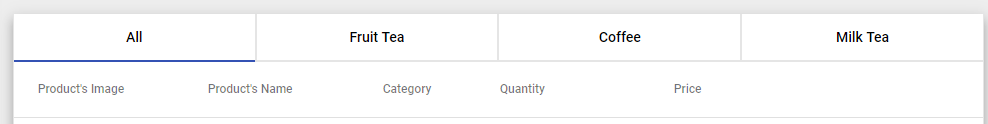 All Fruit Tea Coffee Milk Tea
Product's Image Product's Name Category Quantity Price